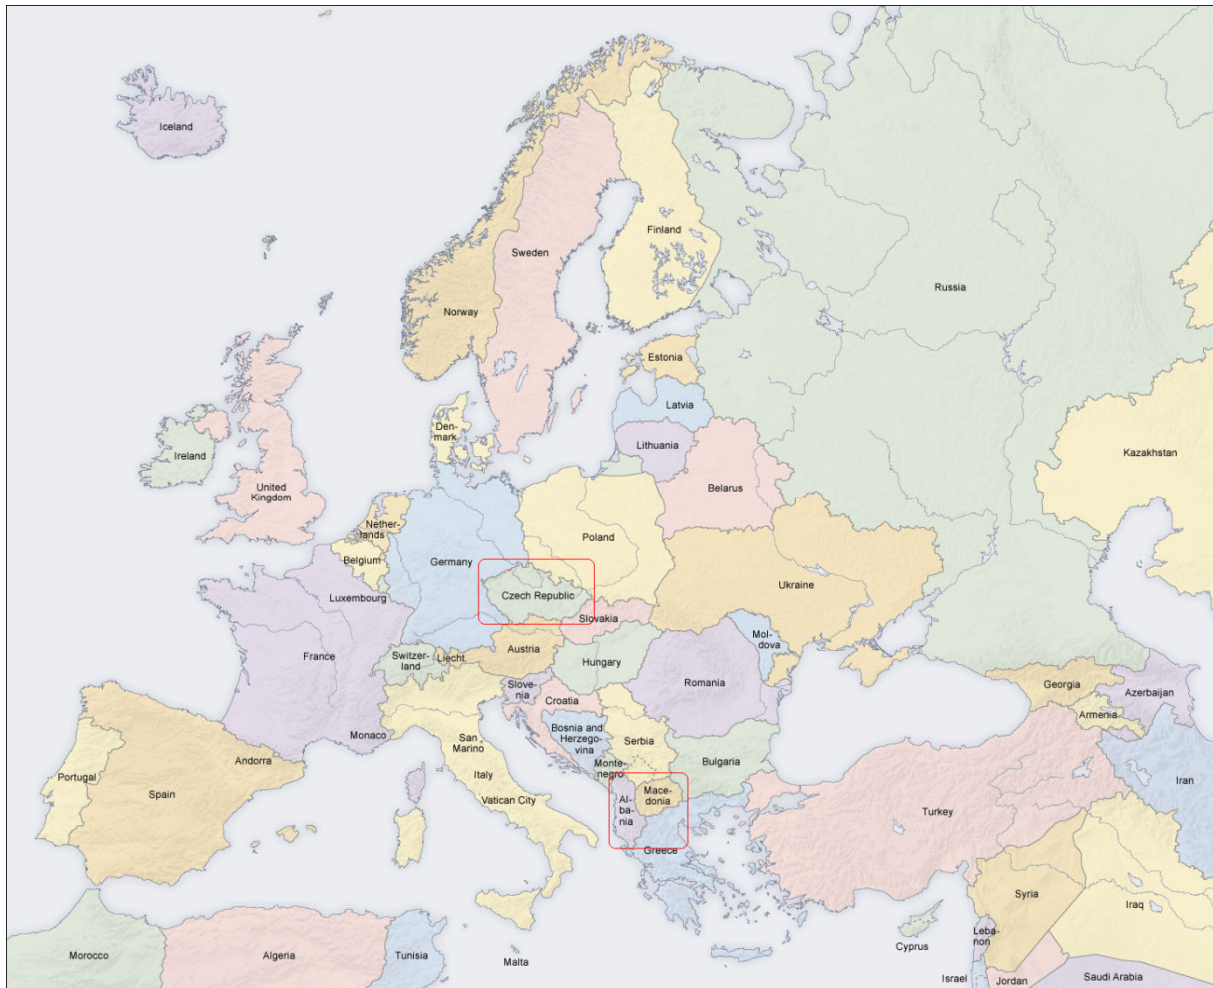 Iceland
Sweden
Finland
Norway
Russia
Estonia
Latvia
Den-
mark
Lithuania
Ireland
Kazakhstan
United
Kingdom
Belarus
Nether-
lands
Poland
Belgium
Germany
Ukraine
Luxembourg
Czech Republic
Slovakia
Mol-
dova
Switzer-
land
Liecht
Austria
France
Hungary
Romania
Slove-
nia
Georgia
Azerbaijan
Croatia
Armenia
Bosnia and
Herzego-
vina
Monaco
San
Marino
Serbia
Andorra
Monte-
negro
Bulgaria
Portugal
Spain
Italy
Iran
Vatican City
Al-
ba-
nia
Mace-
donia
Turkey
Greece
Syria
Iraq
Morocco
Algeria
Tunisia
Malta
Cyprus
Leba-
non
Israel
Jordan
Saudi Arabia